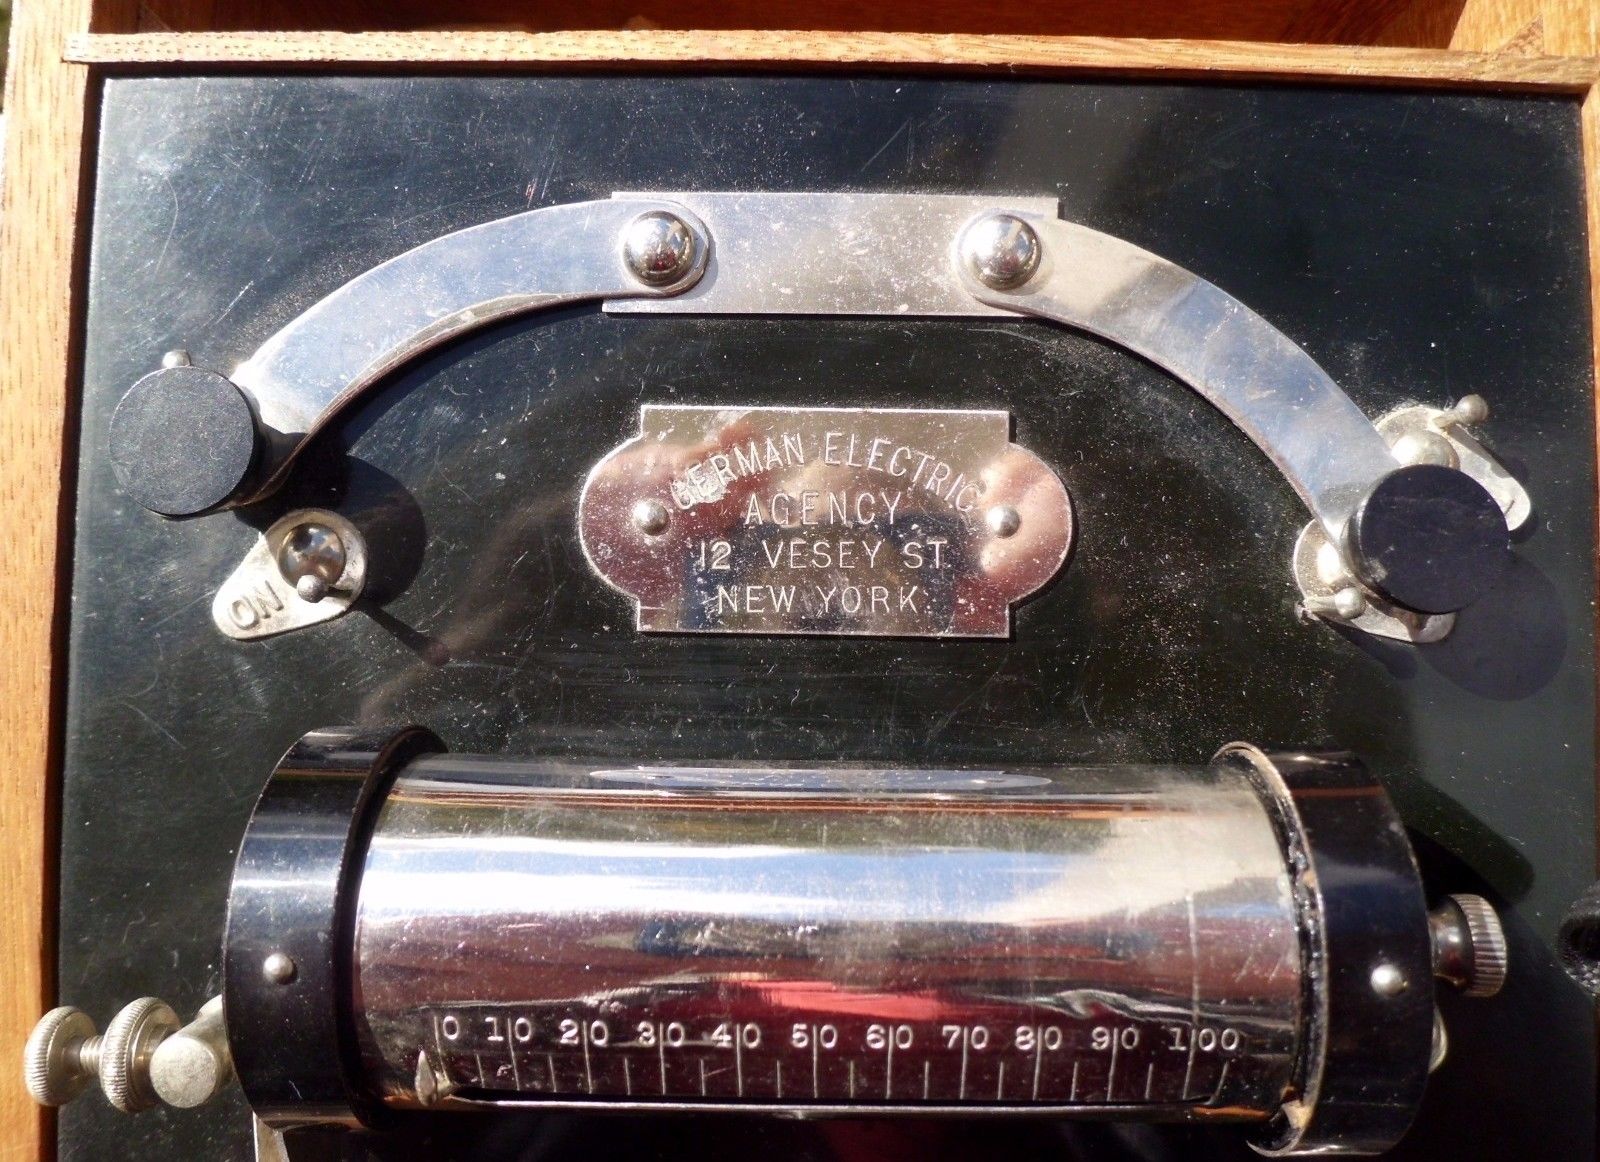 GERMAN ELECTRIC
AGENCY
12 VESEY ST
NEW YORK
ON
0 10 20 30 40 50 60 70 80 90 100